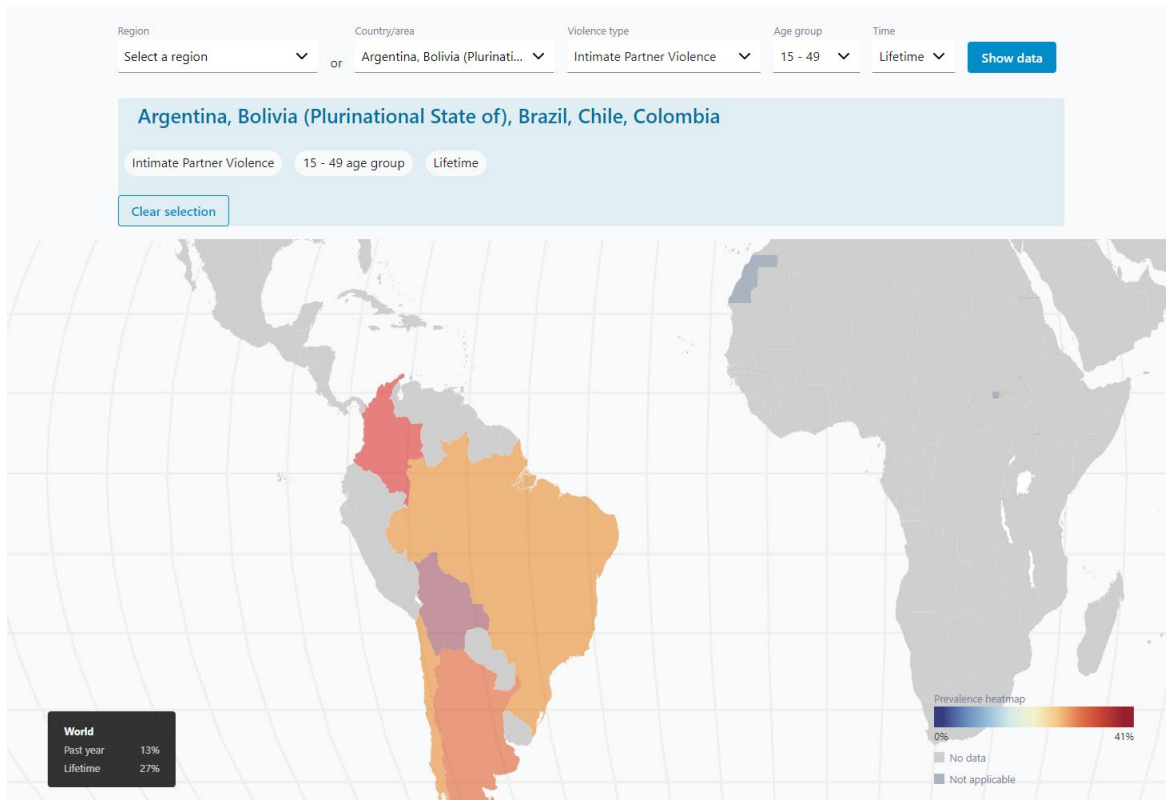 Region
Country/area
Violence type
Age group
Time
Select a region
or
Argentina, Bolivia (Plurinati...
Intimate Partner Violence
15 - 49
Lifetime
Show data
Argentina, Bolivia (Plurinational State of), Brazil, Chile, Colombia
Intimate Partner Violence
15 - 49 age group
Lifetime
Clear selection
World
Past year 13%
Lifetime 27%
Prevalence heatmap
0% 41%
No data
Not applicable